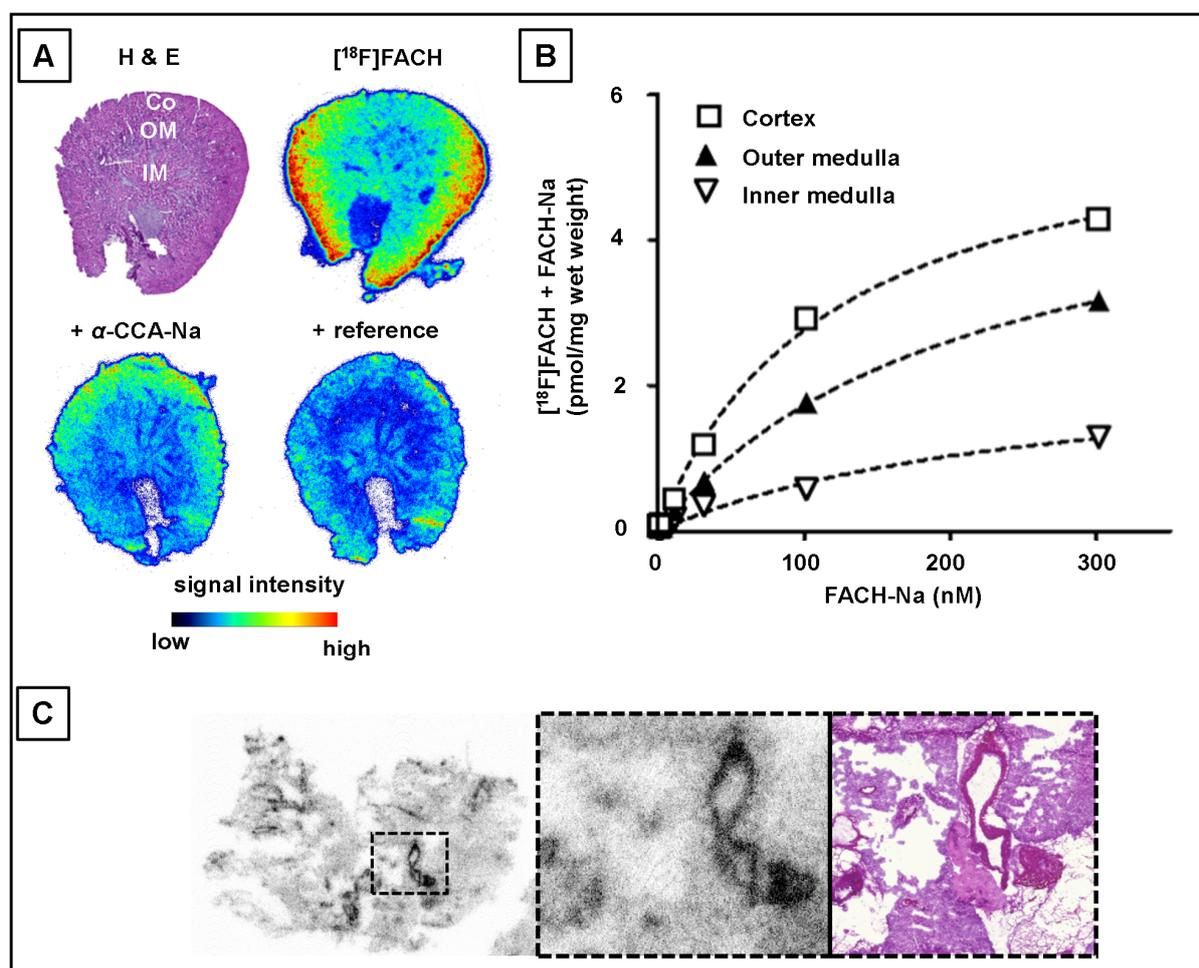 A
H & E
[¹⁸F]FACH
Co
OM
IM
+ α-CCA-Na
+ reference
signal intensity
low
high
B
[¹⁸F]FACH + FACH-Na
(pmol/mg wet weight)
6
4
2
0
Cortex
Outer medulla
Inner medulla
0 100 200 300
FACH-Na (nM)
C